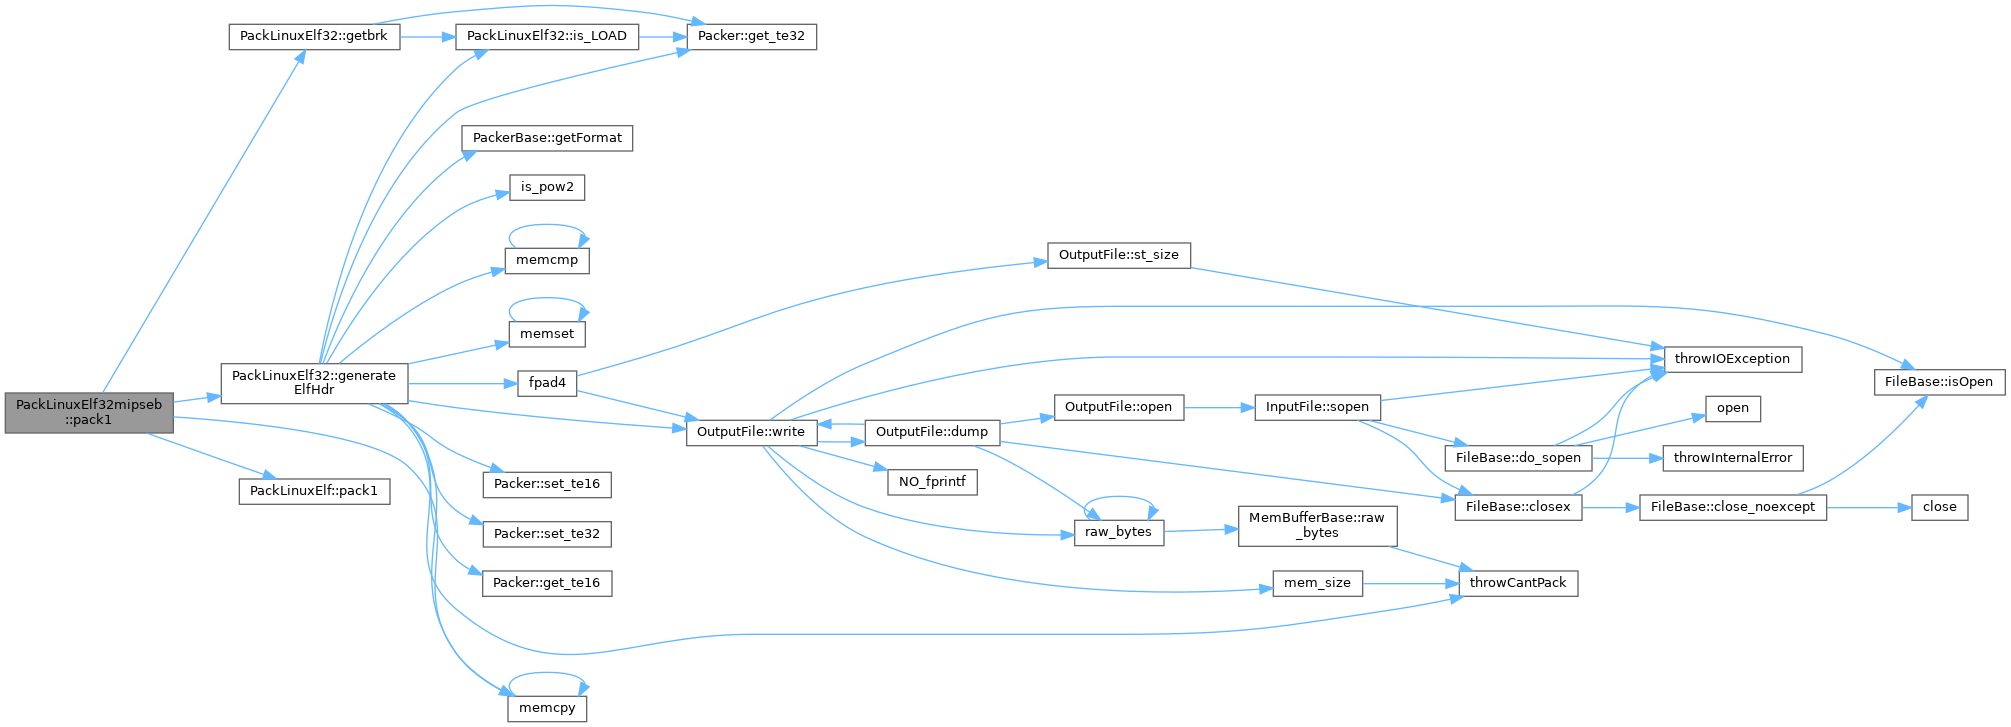 PackLinuxElf32mipseb
::pack1
PackLinuxElf32::getbrk
PackLinuxElf32::is_LOAD
Packer::get_te32
PackerBase::getFormat
is_pow2
memcmp
memset
PackLinuxElf32::generate
ElfHdr
fpad4
OutputFile::write
PackLinuxElf::pack1
Packer::set_te16
Packer::set_te32
Packer::get_te16
memcpy
OutputFile::dump
NO_fprintf
OutputFile::st_size
OutputFile::open
raw_bytes
InputFile::sopen
MemBufferBase::raw
_bytes
mem_size
FileBase::do_sopen
FileBase::closex
throwCantPack
throwIOException
open
throwInternalError
FileBase::close_noexcept
FileBase::isOpen
close